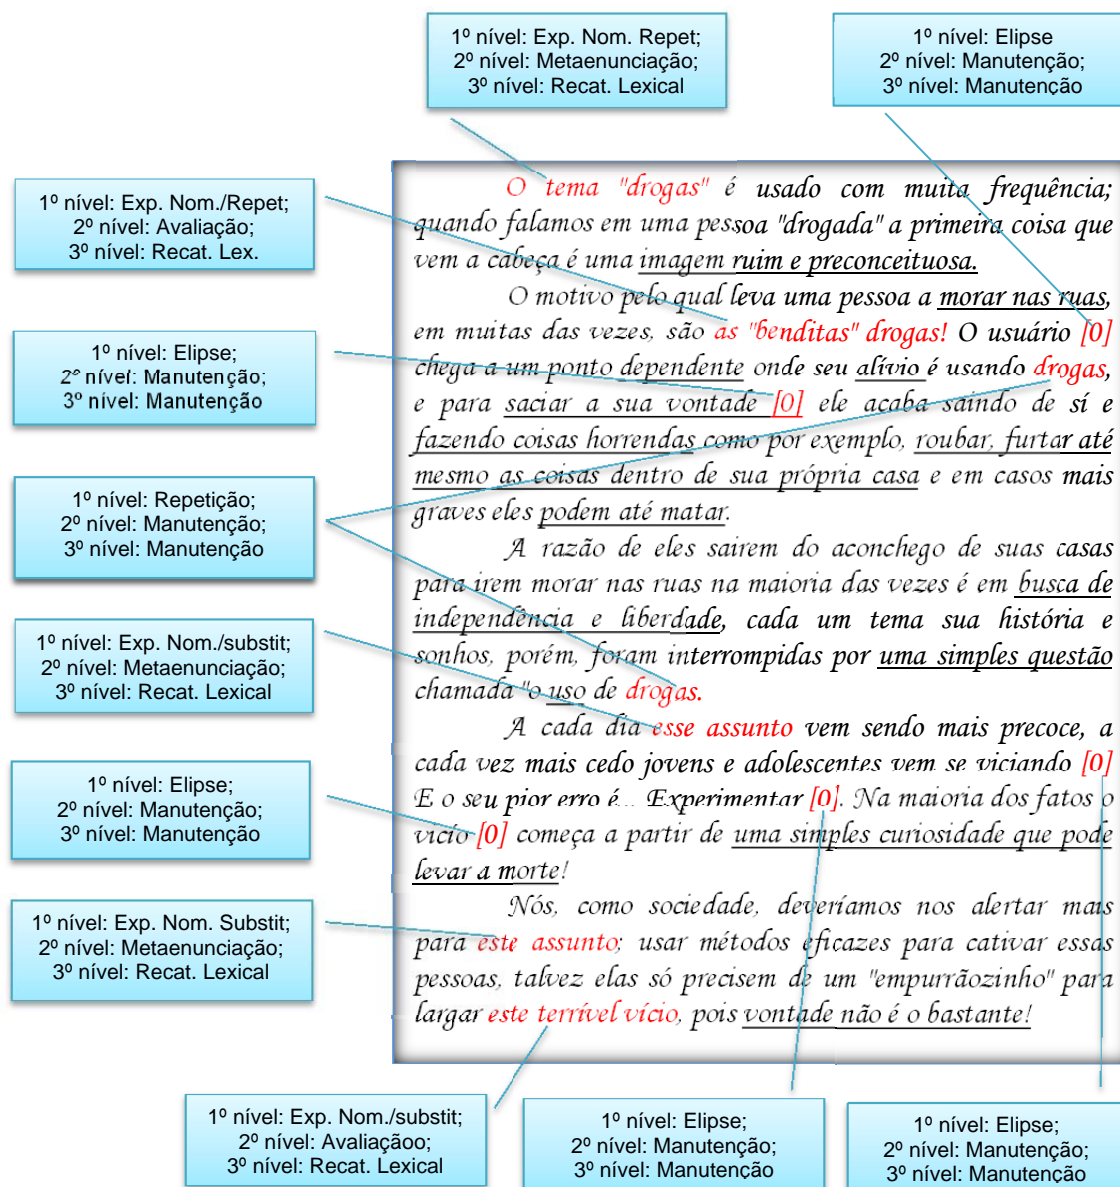 1º nível: Exp. Nom. Repet;
2º nível: Metaenunciação;
3º nível: Recat. Lexical
1º nível: Elipse
2º nível: Manutenção;
3º nível: Manutenção
1º nível: Exp. Nom./Repet;
2º nível: Avaliação;
3º nível: Recat. Lex.
1º nível: Elipse;
2º nível: Manutenção;
3º nível: Manutenção
1º nível: Repetição;
2º nível: Manutenção;
3º nível: Manutenção
1º nível: Exp. Nom./substit;
2º nível: Metaenunciação;
3º nível: Recat. Lexical
1º nível: Elipse;
2º nível: Manutenção;
3º nível: Manutenção
1º nível: Exp. Nom. Substit;
2º nível: Metaenunciação;
3º nível: Recat. Lexical
O tema "drogas" é usado com muita frequência;
quando falamos em uma pessoa "drogada" a primeira coisa que
vem a cabeça é uma imagem ruim e preconceituosa.
O motivo pelo qual leva uma pessoa a morar nas ruas,
em muitas das vezes, são as "benditas" drogas! O usuário [0]
chega a um ponto dependente onde seu alívio é usando drogas,
e para saciar a sua vontade [0] ele acaba saindo de sí e
fazendo coisas horrendas como por exemplo, roubar, furtar até
mesmo as coisas dentro de sua própria casa e em casos mais
graves eles podem até matar.
A razão de eles sairem do aconchego de suas casas
para irem morar nas ruas na maioria das vezes é em busca de
independência e liberdade, cada um tema sua história e
sonhos, porém, foram interrompidas por uma simples questão
chamada "o uso de drogas.
A cada dia esse assunto vem sendo mais precoce, a
cada vez mais cedo jovens e adolescentes vem se viciando [0]
E o seu pior erro é... Experimentar [0]. Na maioria dos fatos o
vício [0] começa a partir de uma simples curiosidade que pode
levar a morte!
Nós, como sociedade, deveríamos nos alertar mais
para este assunto; usar métodos eficazes para cativar essas
pessoas, talvez elas só precisem de um "empurrãozinho" para
largar este terrível vício, pois vontade não é o bastante!
1º nível: Exp. Nom./substit;
2º nível: Avaliaçãoo;
3º nível: Recat. Lexical
1º nível: Elipse;
2º nível: Manutenção;
3º nível: Manutenção
1º nível: Elipse;
2º nível: Manutenção;
3º nível: Manutenção